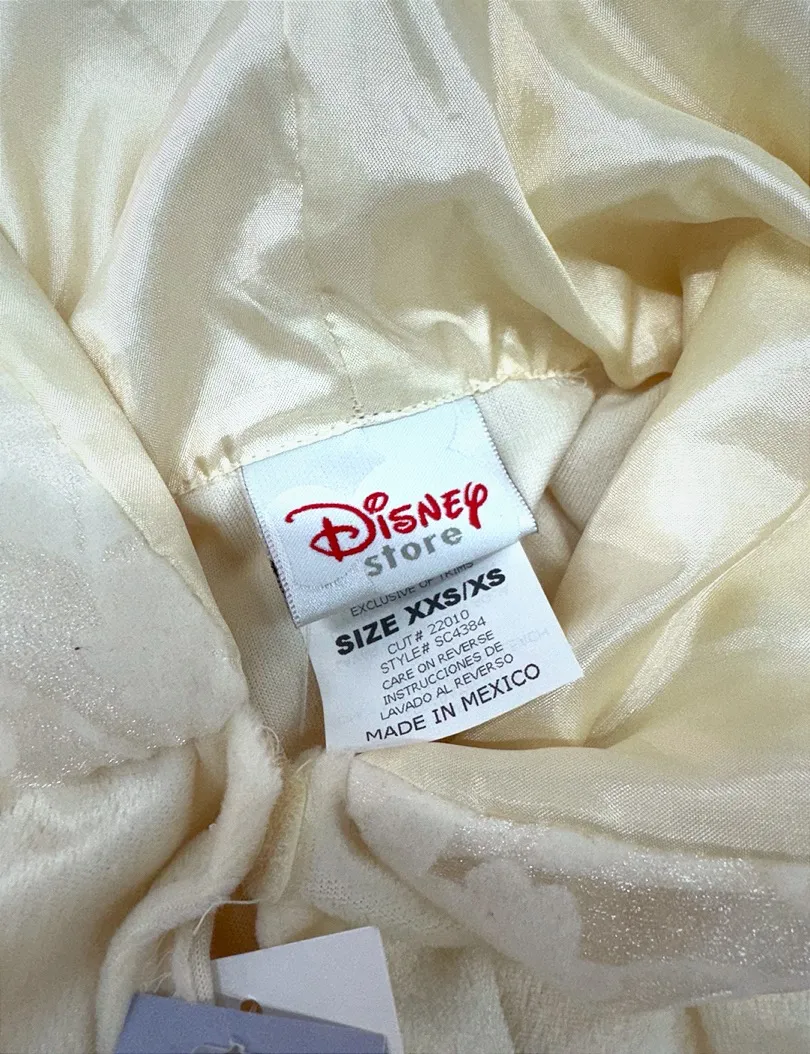 Disney
store
EXCLUSIVE OF TRIMS
SIZE XXS/XS
CUT# 22010
STYLE# SC4384
CARE ON REVERSE
INSTRUCCIONES DE
LAVADO AL REVERSO
MADE IN MEXICO